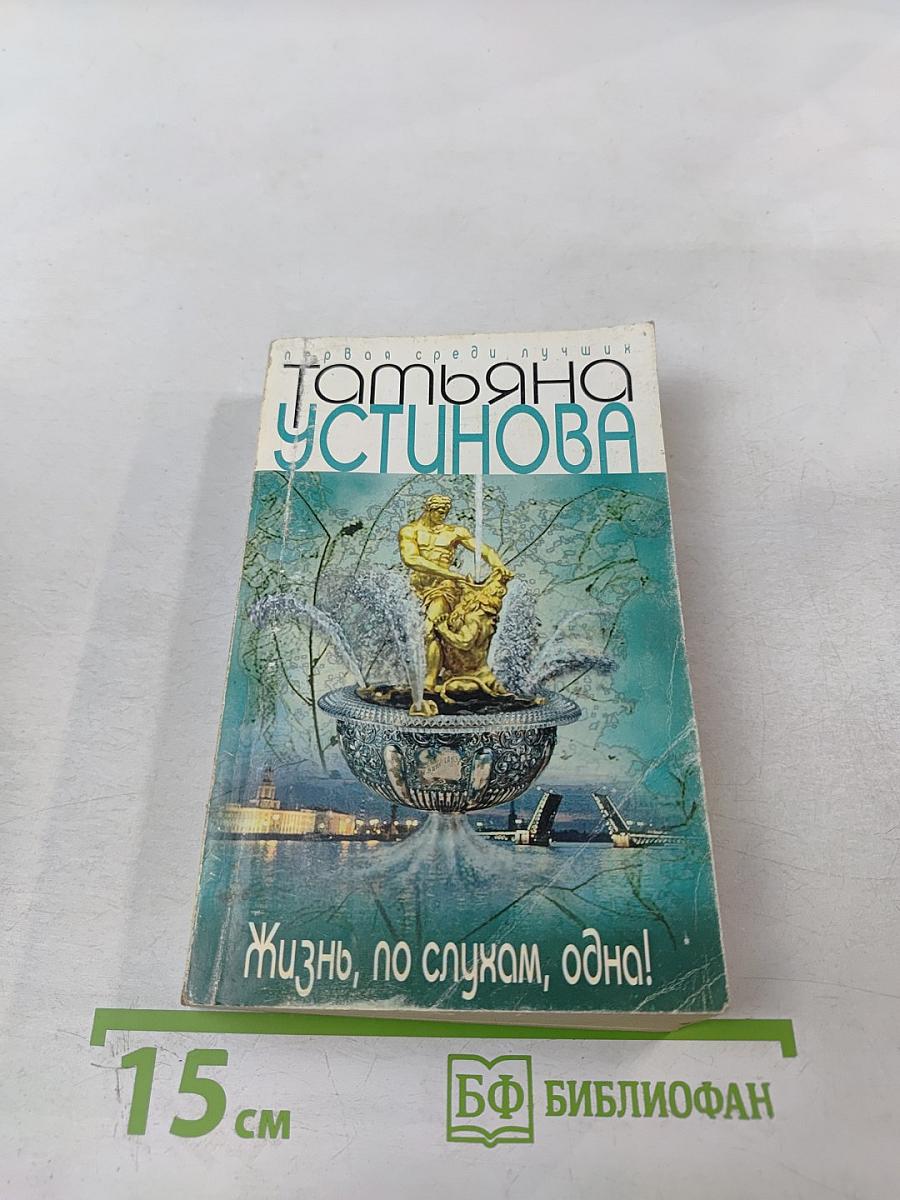 первая среди лучших
Татьяна
УСТИНОВА
Жизнь, по слухам, одна!
15 см
БФ БИБЛИОФАН